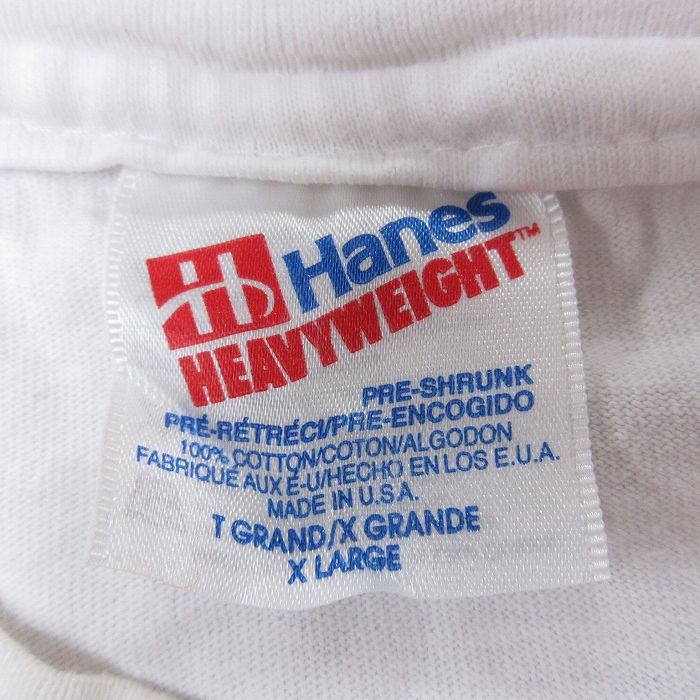 H Hanes
HEAVYWEIGHT™
PRE-SHRUNK
PRÉ-RÉTRÉCI/PRE-ENCOGIDO
100% COTTON/COTON/ALGODON
FABRIQUÉ AUX É-U/HECHO EN LOS E.U.A.
MADE IN U.S.A.
T GRAND/X GRANDE
X LARGE